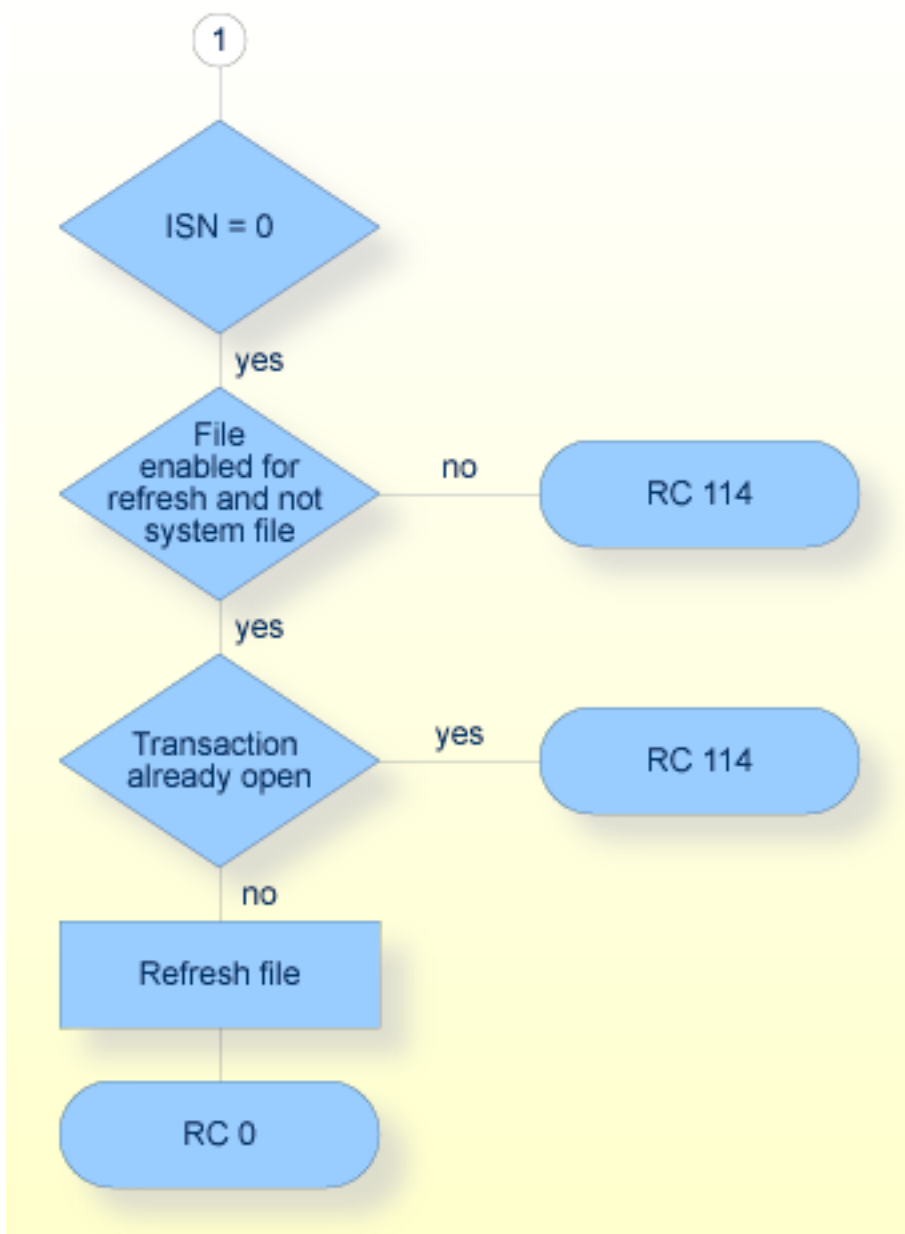 1
ISN = 0
yes
File
enabled for
refresh and not
system file
no
RC 114
yes
Transaction
already open
yes
RC 114
no
Refresh file
RC 0